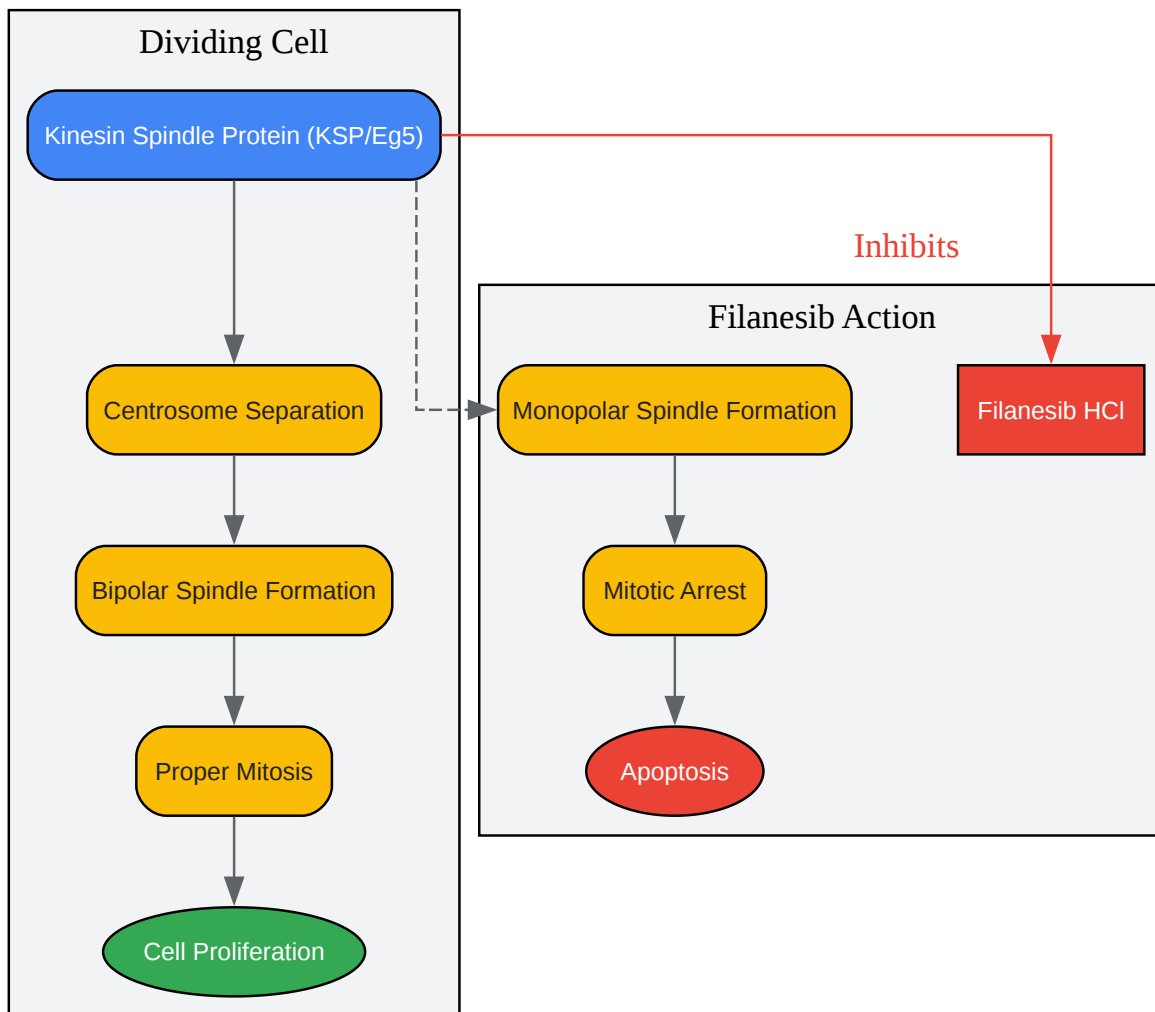 Dividing Cell
Kinesin Spindle Protein (KSP/Eg5)
Centrosome Separation
Bipolar Spindle Formation
Proper Mitosis
Cell Proliferation
Inhibits
Filanesib Action
Monopolar Spindle Formation
Filanesib HCl
Mitotic Arrest
Apoptosis